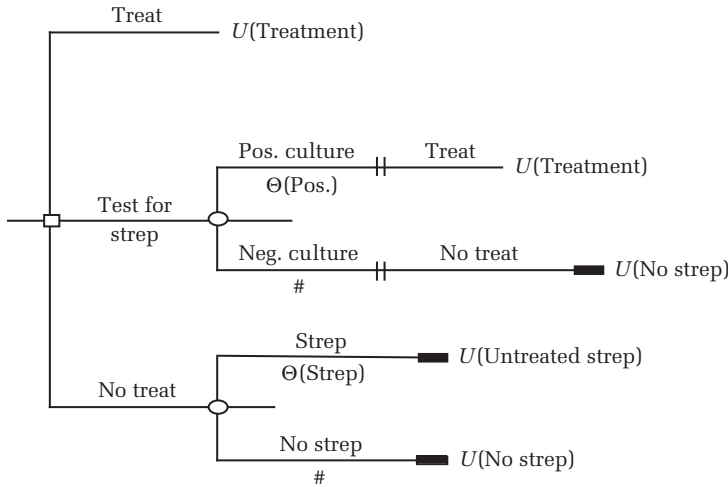 Treat
U(Treatment)
Pos. culture
Θ(Pos.)
Treat
U(Treatment)
Test for
strep
Neg. culture
#
No treat
U(No strep)
Strep
Θ(Strep)
U(Untreated strep)
No treat
No strep
#
U(No strep)